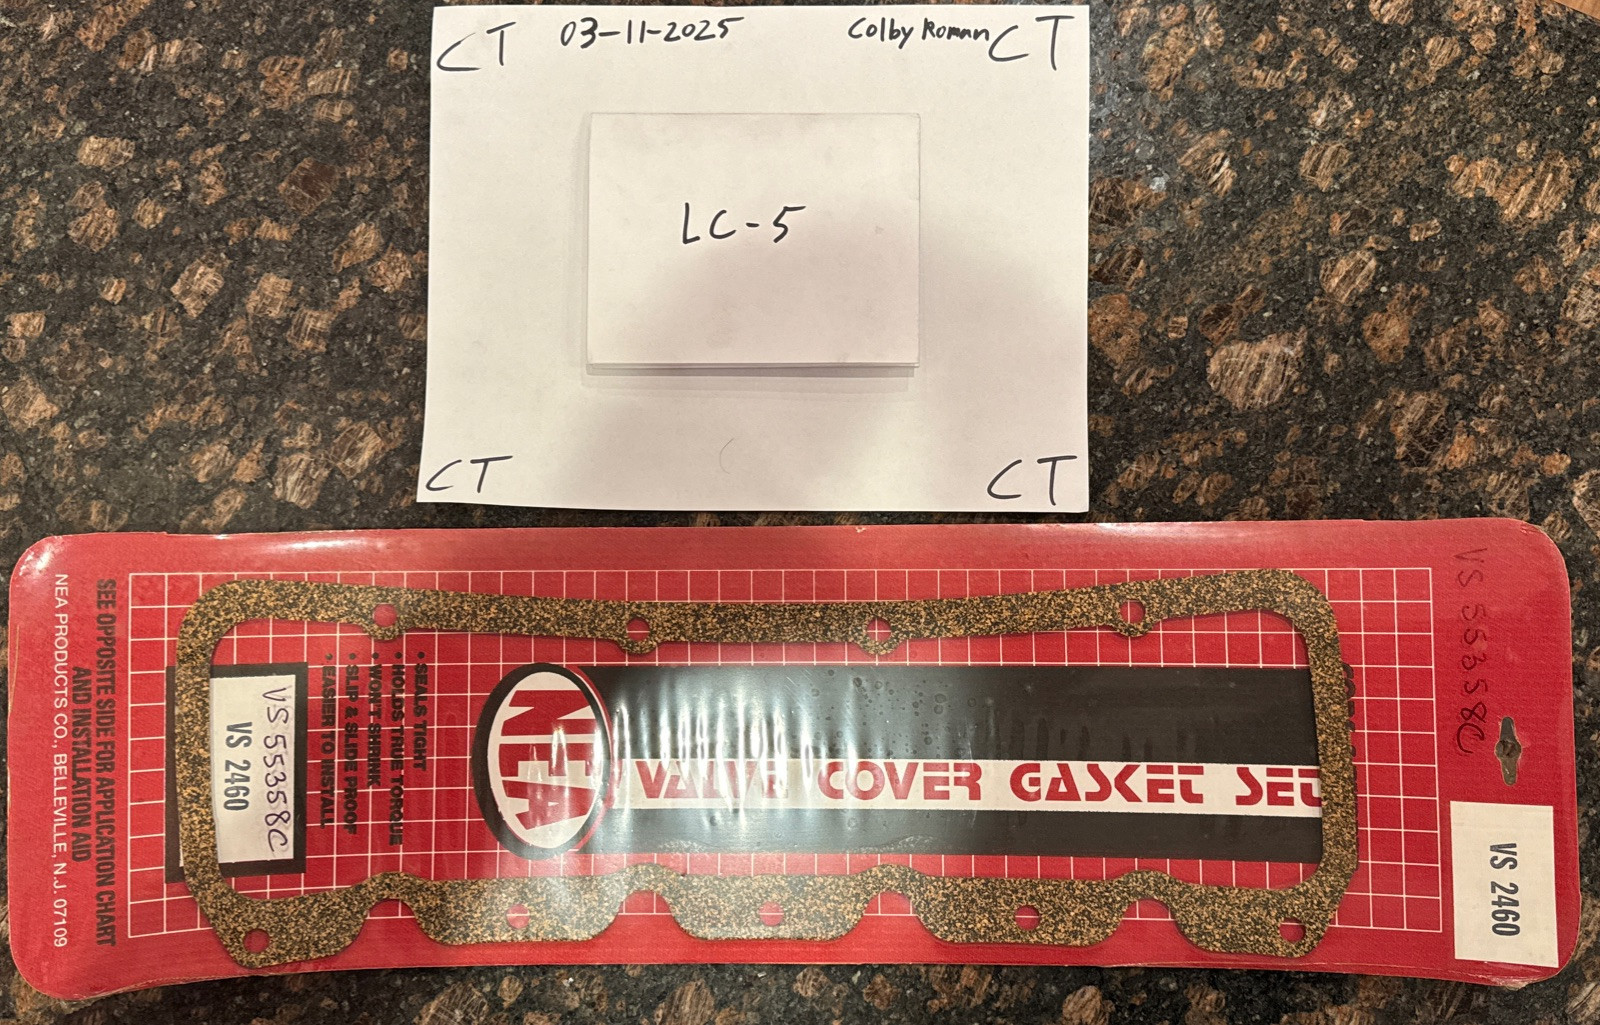 CT 03-11-2025 Colby Roman CT
LC-5
CT CT
VS 55358C
VS 2460
NEA
VALVE COVER GASKET SET
• SEALS TIGHT
• HOLDS TRUE TORQUE
• WON'T SHRINK
• SLIP & SLIDE PROOF
• EASIER TO INSTALL
VS 55358C
VS 2460
SEE OPPOSITE SIDE FOR APPLICATION CHART
AND INSTALLATION AID
NEA PRODUCTS CO., BELLEVILLE, N.J. 07109